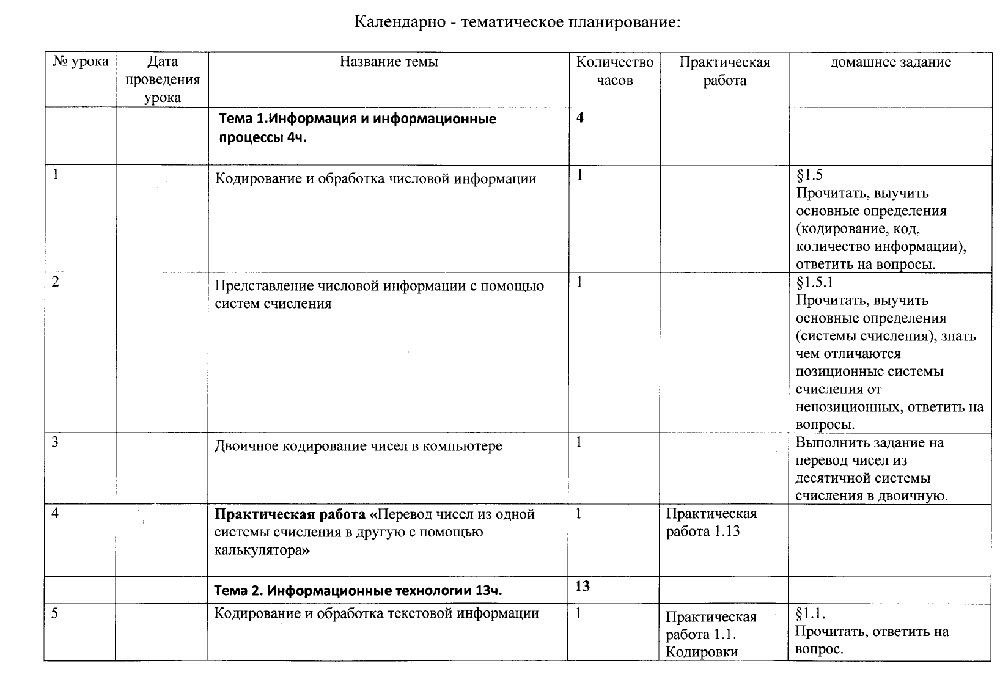 Календарно - тематическое планирование:
№ урока
Дата
проведения
урока
Название темы
Количество
часов
Практическая
работа
домашнее задание
Тема 1.Информация и информационные
процессы 4ч.
4
1
Кодирование и обработка числовой информации
1
§1.5
Прочитать, выучить
основные определения
(кодирование, код,
количество информации),
ответить на вопросы.
2
Представление числовой информации с помощью
систем счисления
1
§1.5.1
Прочитать, выучить
основные определения
(системы счисления), знать
чем отличаются
позиционные системы
счисления от
непозиционных, ответить на
вопросы.
3
Двоичное кодирование чисел в компьютере
1
Выполнить задание на
перевод чисел из
десятичной системы
счисления в двоичную.
4
Практическая работа «Перевод чисел из одной
системы счисления в другую с помощью
калькулятора»
1
Практическая
работа 1.13
Тема 2. Информационные технологии 13ч.
13
5
Кодирование и обработка текстовой информации
1
Практическая
работа 1.1.
Кодировки
§1.1.
Прочитать, ответить на
вопрос.